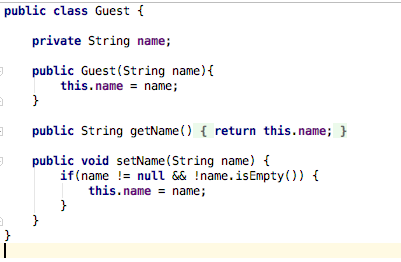 public class Guest {
private String name;
public Guest(String name){
this.name = name;
}
public String getName() { return this.name; }
public void setName(String name) {
if(name != null && !name.isEmpty()) {
this.name = name;
}
}
}